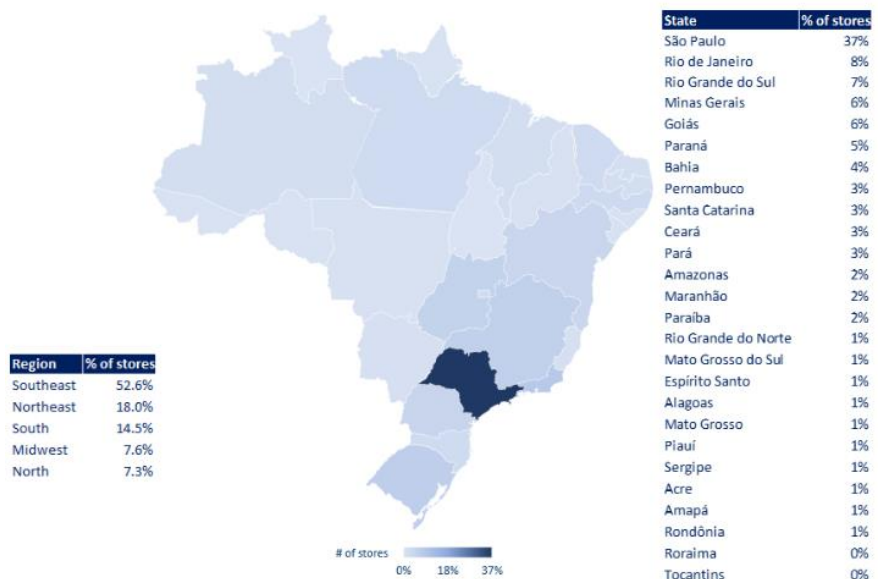 State % of stores
São Paulo 37%
Rio de Janeiro 8%
Rio Grande do Sul 7%
Minas Gerais 6%
Goiás 6%
Paraná 5%
Bahia 4%
Pernambuco 3%
Santa Catarina 3%
Ceará 3%
Pará 3%
Amazonas 2%
Maranhão 2%
Paraíba 2%
Rio Grande do Norte 1%
Mato Grosso do Sul 1%
Espírito Santo 1%
Alagoas 1%
Mato Grosso 1%
Piauí 1%
Sergipe 1%
Acre 1%
Amapá 1%
Rondônia 1%
Roraima 0%
Tocantins 0%
Region % of stores
Southeast 52.6%
Northeast 18.0%
South 14.5%
Midwest 7.6%
North 7.3%
# of stores
0% 18% 37%